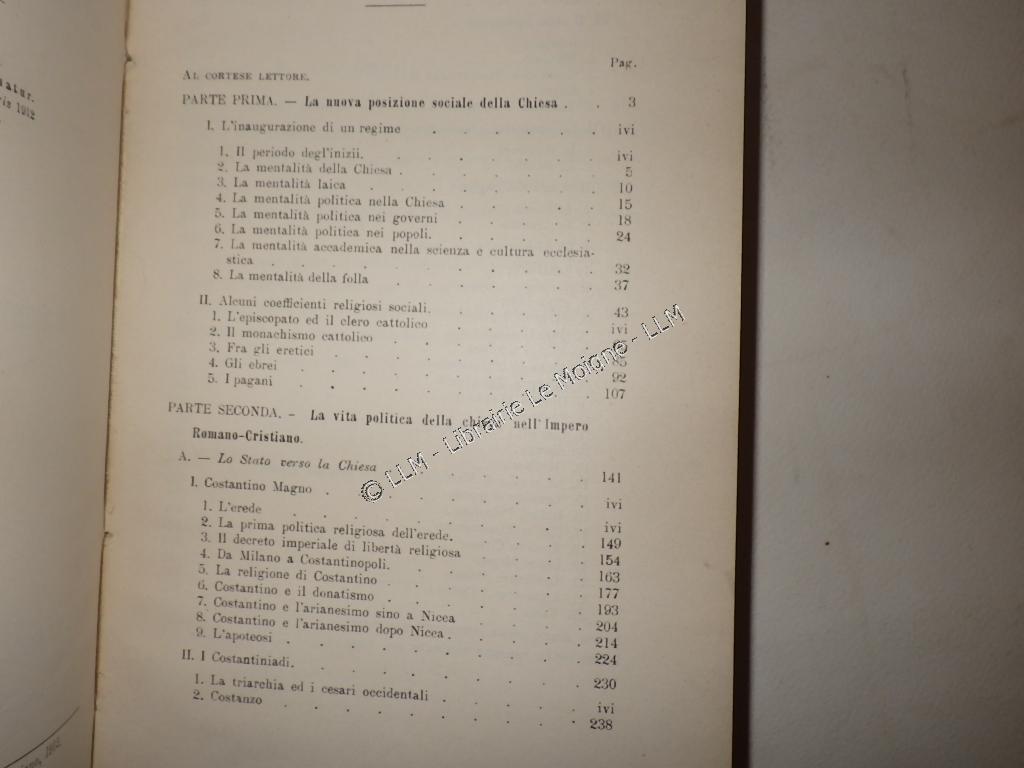 atur.
ris 1912
Pag.
AL CORTESE LETTORE.
PARTE PRIMA. — La nuova posizione sociale della Chiesa . . 3
I. L'inaugurazione di un regime . . . . . . ivi
1. Il periodo degl'inizii. . . . . . . ivi
2. La mentalità della Chiesa . . . . . . 5
3. La mentalità laica . . . . . . . 10
4. La mentalità politica nella Chiesa . . . . . 15
5. La mentalità politica nei governi . . . . . 18
6. La mentalità politica nei popoli. . . . . . 24
7. La mentalità accademica nella scienza e cultura ecclesia-
stica . . . . . . . . . . 32
8. La mentalità della folla . . . . . . 37
II. Alcuni coefficienti religiosi sociali. . . . . . 43
1. L'episcopato ed il clero cattolico . . . . . ivi
2. Il monachismo cattolico . . . . . .
3. Fra gli eretici . . . . . . . . 85
4. Gli ebrei . . . . . . . . . 92
5. I pagani . . . . . . . . . 107
PARTE SECONDA. - La vita politica della nell'Impero
Romano-Cristiano.
A. — Lo Stato verso la Chiesa . . . . . . 141
I. Costantino Magno . . . . . . . . ivi
1. L'erede . . . . . . . . . ivi
2. La prima politica religiosa dell'erede. . . . . 149
3. Il decreto imperiale di libertà religiosa . . . . 154
4. Da Milano a Costantinopoli. . . . . . . 163
5. La religione di Costantino . . . . . . 177
6. Costantino e il donatismo . . . . . . 193
7. Costantino e l'arianesimo sino a Nicea . . . . 204
8. Costantino e l'arianesimo dopo Nicea . . . . . 214
9. L'apoteosi . . . . . . . . . 224
II. I Costantiniadi. . . . . . . . . 230
1. La triarchia ed i cesari occidentali . . . . . ivi
2. Costanzo . . . . . . . . . 238
© LLM - Librairie Le Moigne - LLM